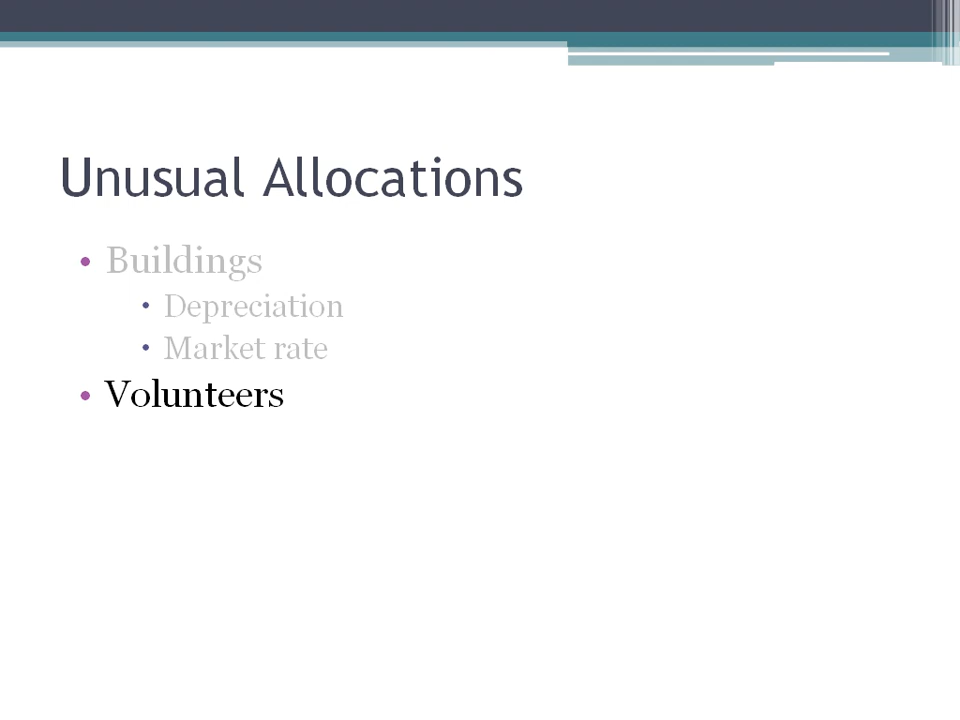 Unusual Allocations
• Buildings
• Depreciation
• Market rate
• Volunteers